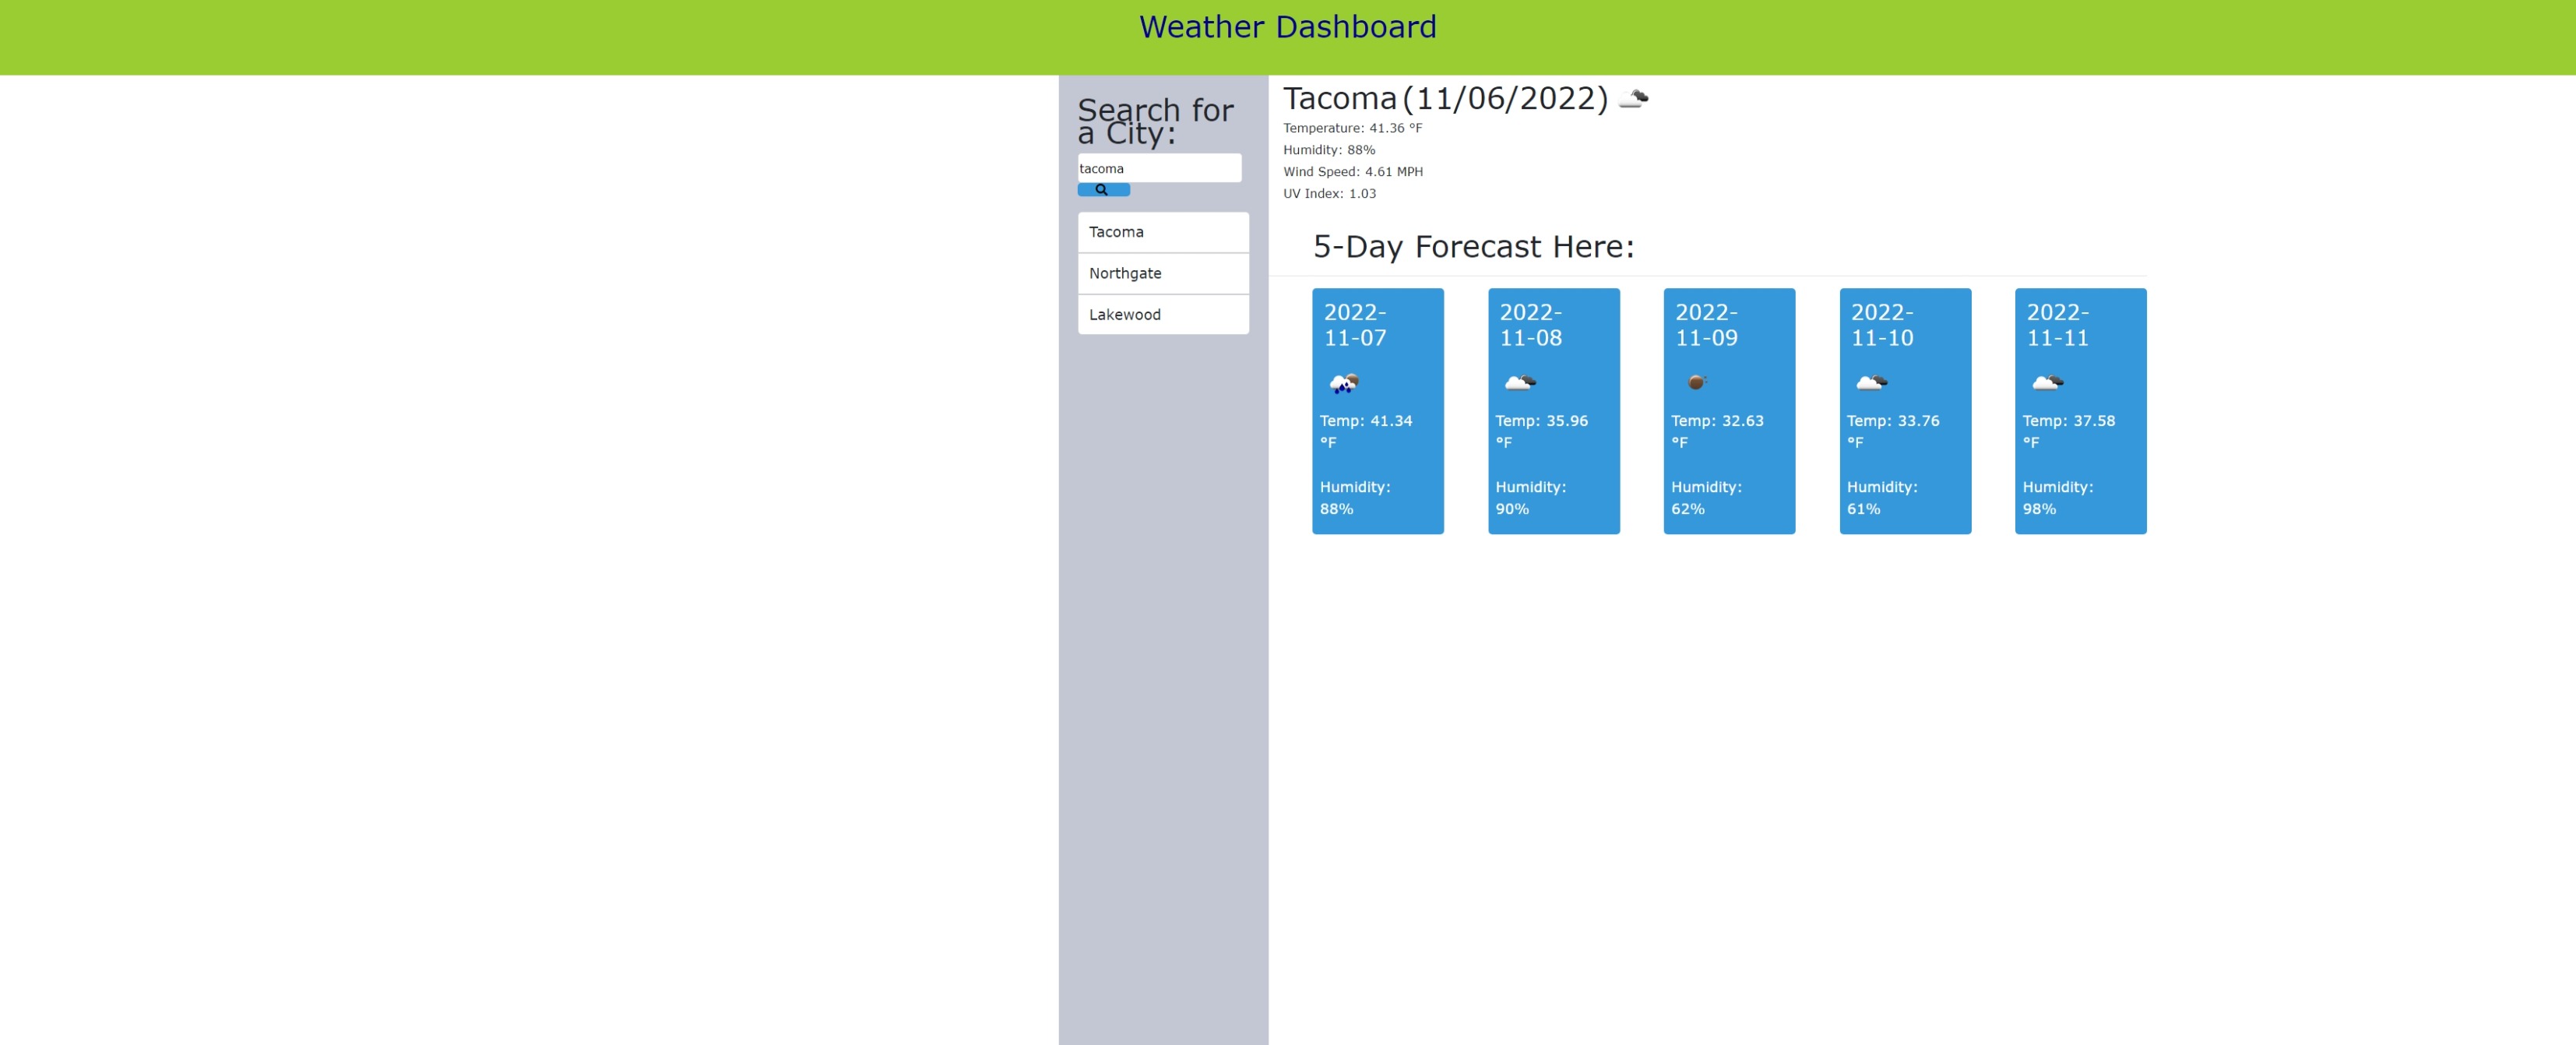 Weather Dashboard
Search for
a City:
tacoma
Tacoma
Northgate
Lakewood
Tacoma (11/06/2022)
Temperature: 41.36 °F
Humidity: 88%
Wind Speed: 4.61 MPH
UV Index: 1.03
5-Day Forecast Here:
2022-
11-07
Temp: 41.34
°F
Humidity:
88%
2022-
11-08
Temp: 35.96
°F
Humidity:
90%
2022-
11-09
Temp: 32.63
°F
Humidity:
62%
2022-
11-10
Temp: 33.76
°F
Humidity:
61%
2022-
11-11
Temp: 37.58
°F
Humidity:
98%